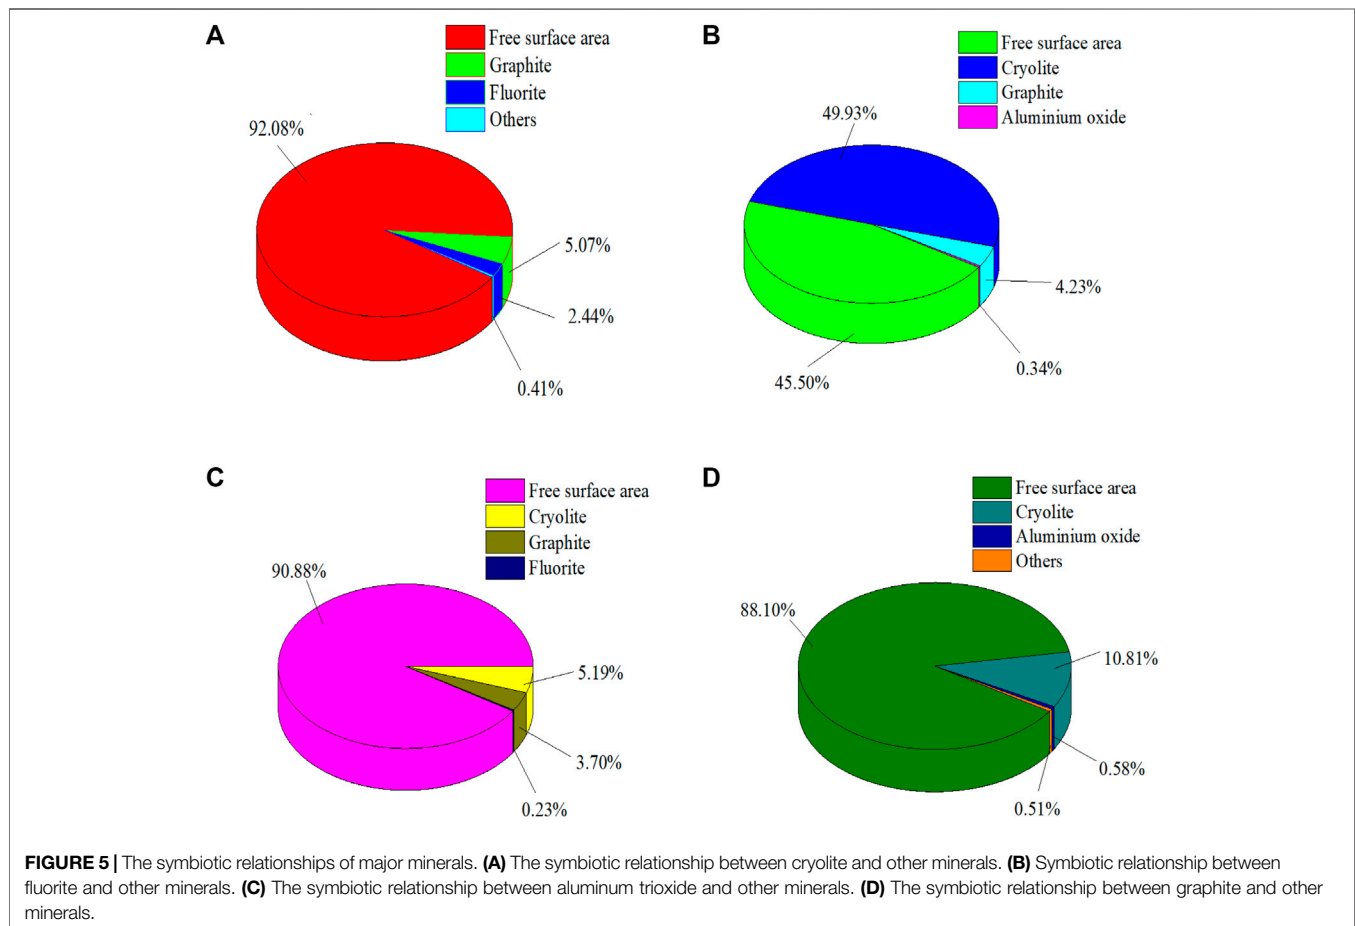 A
Free surface area
Graphite
Fluorite
Others
92.08%
5.07%
2.44%
0.41%
B
Free surface area
Cryolite
Graphite
Aluminium oxide
49.93%
4.23%
0.34%
45.50%
C
Free surface area
Cryolite
Graphite
Fluorite
90.88%
5.19%
3.70%
0.23%
D
Free surface area
Cryolite
Aluminium oxide
Others
88.10%
10.81%
0.58%
0.51%
FIGURE 5 | The symbiotic relationships of major minerals. (A) The symbiotic relationship between cryolite and other minerals. (B) Symbiotic relationship between
fluorite and other minerals. (C) The symbiotic relationship between aluminum trioxide and other minerals. (D) The symbiotic relationship between graphite and other
minerals.